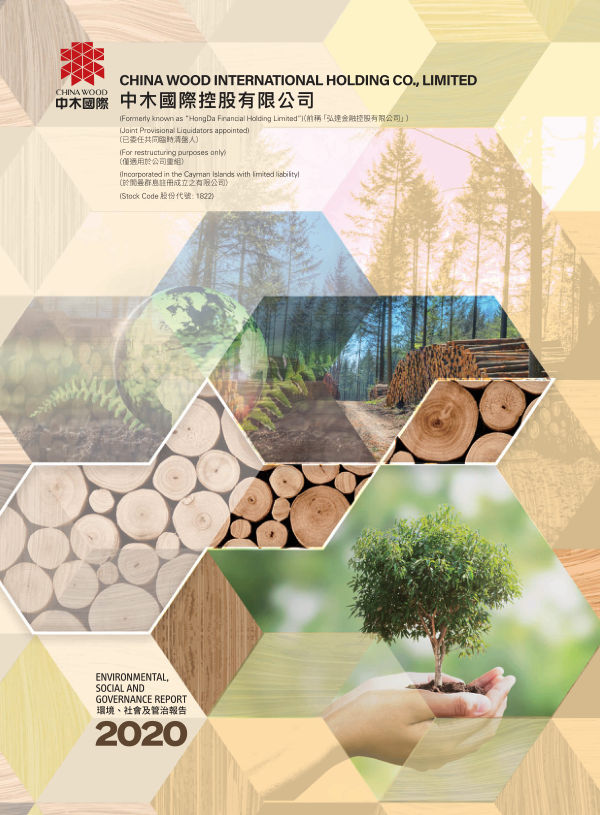 CHINA WOOD
中木國際
CHINA WOOD INTERNATIONAL HOLDING CO., LIMITED
中木國際控股有限公司
(Formerly known as “HongDa Financial Holding Limited”)(前稱「弘達金融控股有限公司」)
(Joint Provisional Liquidators appointed)
(已委任共同臨時清盤人)
(For restructuring purposes only)
(僅適用於公司重組)
(Incorporated in the Cayman Islands with limited liability)
(於開曼群島註冊成立之有限公司)
(Stock Code 股份代號: 1822)
ENVIRONMENTAL,
SOCIAL AND
GOVERNANCE REPORT
環境、社會及管治報告
2020